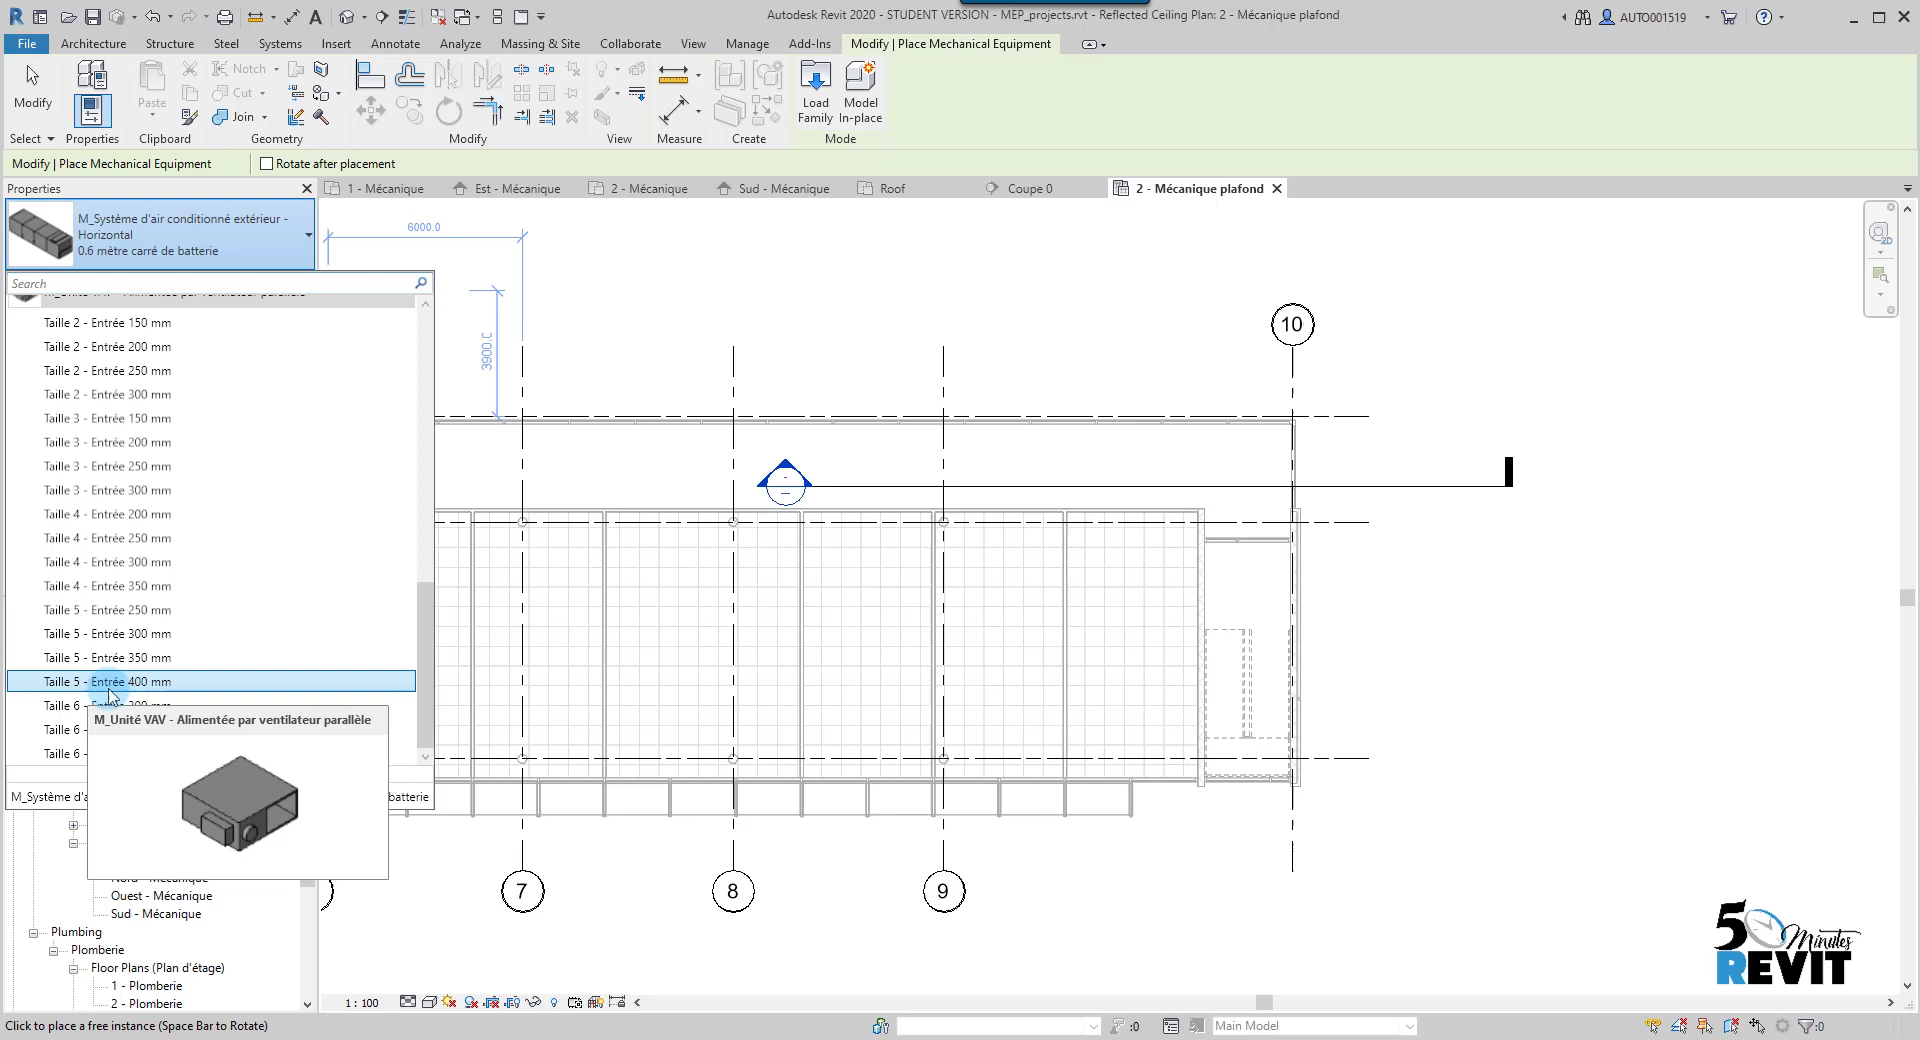 Autodesk Revit 2020 - STUDENT VERSION - MEP_projects.rvt - Reflected Ceiling Plan: 2 - Mécanique plafond
AUTO001519
File Architecture Structure Steel Systems Insert Annotate Analyze Massing & Site Collaborate View Manage Add-Ins Modify | Place Mechanical Equipment
Notch
Cut
Join
Modify
Paste
Load
Family
Model
In-place
Select Properties Clipboard Geometry Modify View Measure Create Mode
Modify | Place Mechanical Equipment
Rotate after placement
Properties
1 - Mécanique
Est - Mécanique
2 - Mécanique
Sud - Mécanique
Roof
Coupe 0
2 - Mécanique plafond
M_Système d'air conditionné extérieur -
Horizontal
0.6 mètre carré de batterie
Search
Taille 2 - Entrée 150 mm
Taille 2 - Entrée 200 mm
Taille 2 - Entrée 250 mm
Taille 2 - Entrée 300 mm
Taille 3 - Entrée 150 mm
Taille 3 - Entrée 200 mm
Taille 3 - Entrée 250 mm
Taille 3 - Entrée 300 mm
Taille 4 - Entrée 200 mm
Taille 4 - Entrée 250 mm
Taille 4 - Entrée 300 mm
Taille 4 - Entrée 350 mm
Taille 5 - Entrée 250 mm
Taille 5 - Entrée 300 mm
Taille 5 - Entrée 350 mm
Taille 5 - Entrée 400 mm
Taille 6 -
Taille 6 -
Taille 6 -
M_Unité VAV - Alimentée par ventilateur parallèle
M_Système d'a
batterie
Ouest - Mécanique
Sud - Mécanique
Plumbing
Plomberie
Floor Plans (Plan d'étage)
1 - Plomberie
2 - Plomberie
6000.0
3900.0
10
7
8
9
2D
50 Minutes
REVIT
1 : 100
Click to place a free instance (Space Bar to Rotate)
:0
Main Model
:0